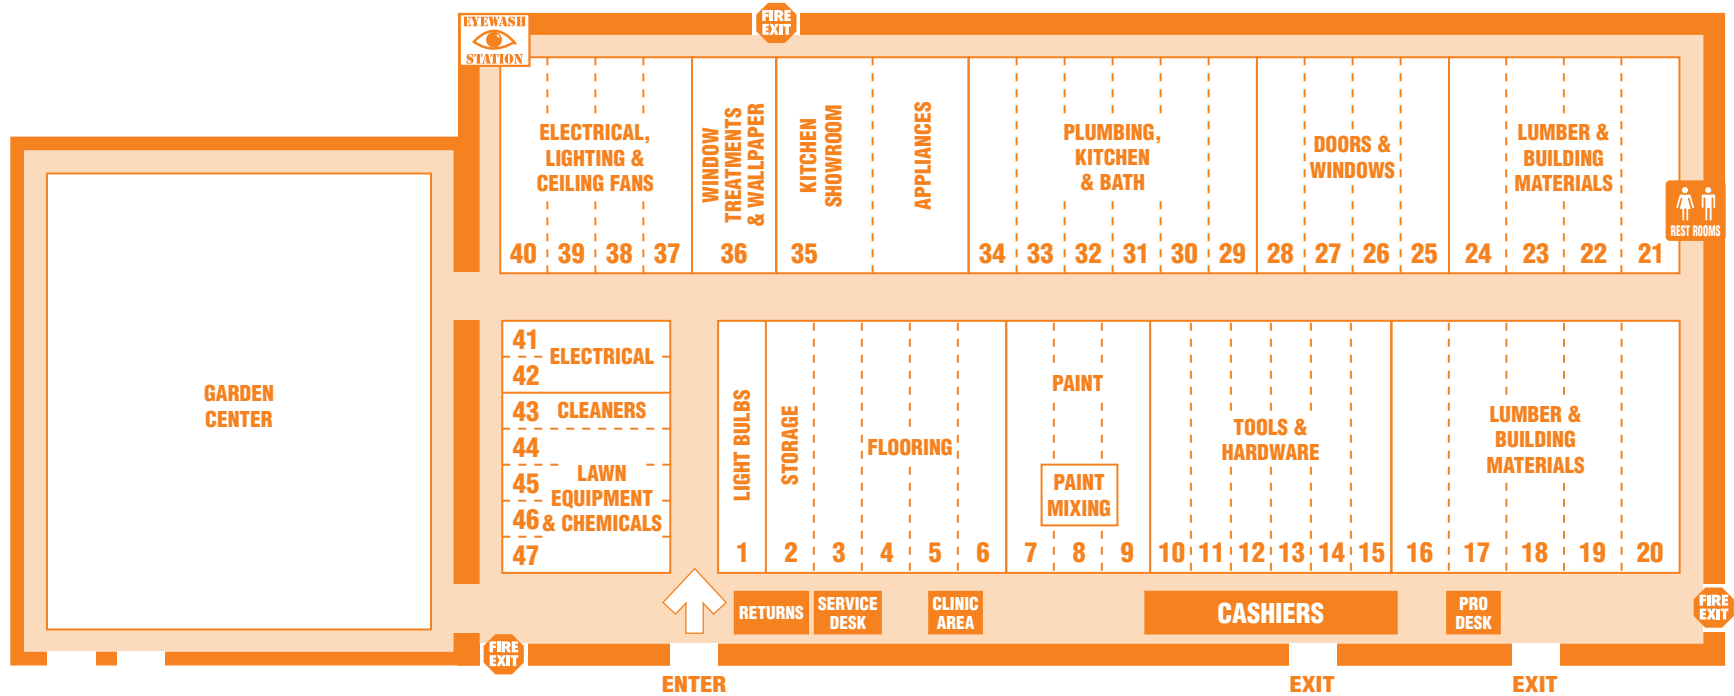 EYEWASH
STATION
FIRE
EXIT
ELECTRICAL,
LIGHTING &
CEILING FANS
40 39 38 37
WINDOW
TREATMENTS
& WALLPAPER
36
KITCHEN
SHOWROOM
35
APPLIANCES
PLUMBING,
KITCHEN
& BATH
34 33 32 31 30 29
DOORS &
WINDOWS
28 27 26 25
LUMBER &
BUILDING
MATERIALS
24 23 22 21
REST ROOMS
GARDEN
CENTER
41
ELECTRICAL
42
43 CLEANERS
44
LAWN
45
EQUIPMENT
46 & CHEMICALS
47
LIGHT BULBS
1
STORAGE
2
FLOORING
3 4 5 6
PAINT
PAINT
MIXING
7 8 9
TOOLS &
HARDWARE
10 11 12 13 14 15
LUMBER &
BUILDING
MATERIALS
16 17 18 19 20
RETURNS
SERVICE
DESK
CLINIC
AREA
CASHIERS
PRO
DESK
FIRE
EXIT
FIRE
EXIT
ENTER
EXIT
EXIT